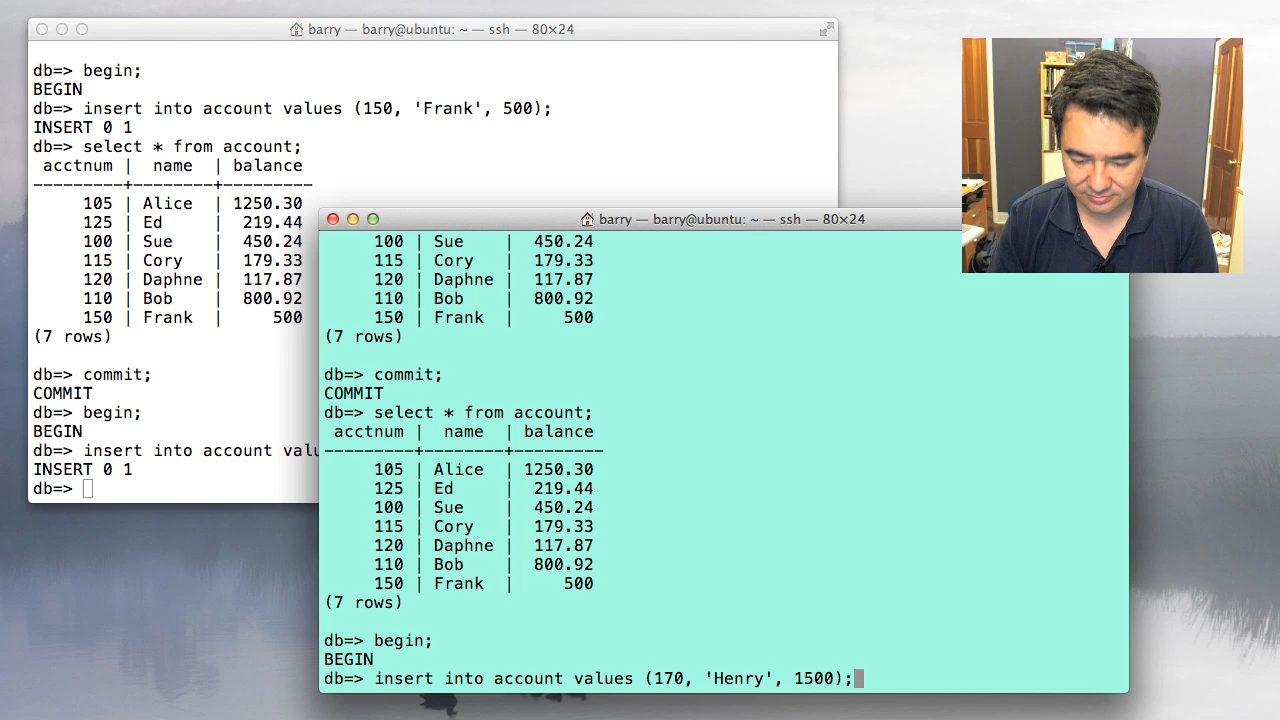 barry — barry@ubuntu: ~ — ssh — 80×24
db=> begin;
BEGIN
db=> insert into account values (150, 'Frank', 500);
INSERT 0 1
db=> select * from account;
acctnum | name | balance
---------+--------+---------
105 | Alice | 1250.30
125 | Ed | 219.44
100 | Sue | 450.24
115 | Cory | 179.33
120 | Daphne | 117.87
110 | Bob | 800.92
150 | Frank | 500
(7 rows)
db=> commit;
COMMIT
db=> begin;
BEGIN
db=> insert into account valu
INSERT 0 1
db=>
barry — barry@ubuntu: ~ — ssh — 80×24
100 | Sue | 450.24
115 | Cory | 179.33
120 | Daphne | 117.87
110 | Bob | 800.92
150 | Frank | 500
(7 rows)
db=> commit;
COMMIT
db=> select * from account;
acctnum | name | balance
---------+--------+---------
105 | Alice | 1250.30
125 | Ed | 219.44
100 | Sue | 450.24
115 | Cory | 179.33
120 | Daphne | 117.87
110 | Bob | 800.92
150 | Frank | 500
(7 rows)
db=> begin;
BEGIN
db=> insert into account values (170, 'Henry', 1500);